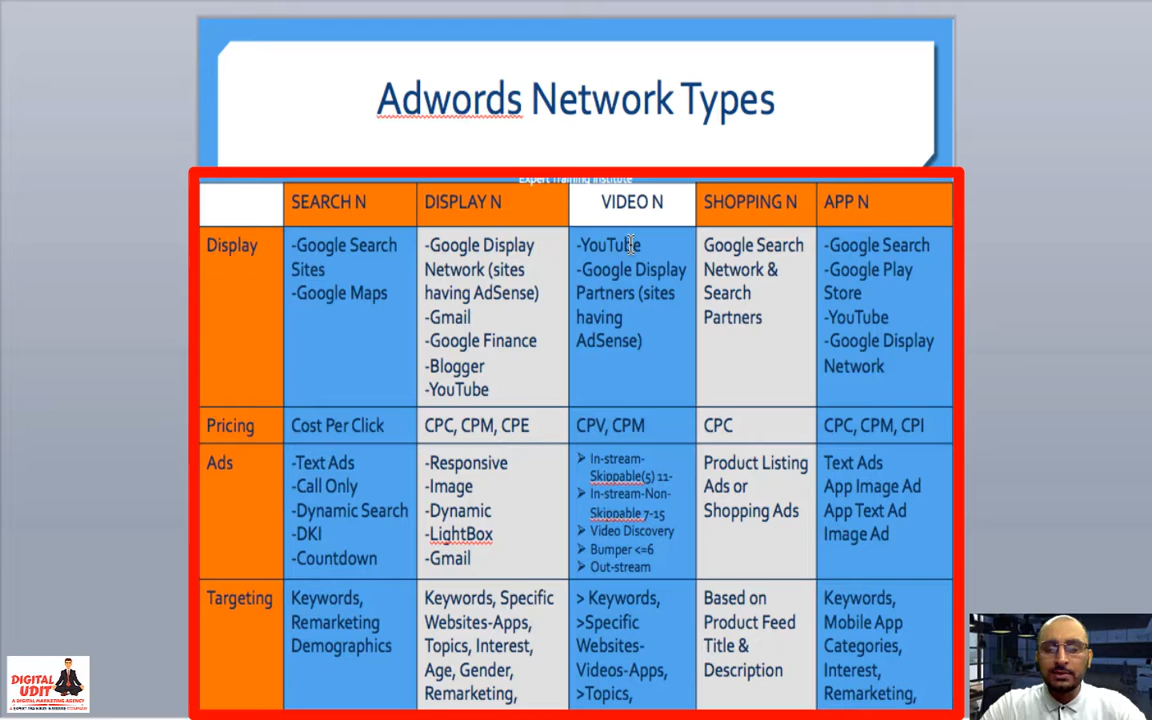 Adwords Network Types
Expert Training Institute
SEARCH N
DISPLAY N
VIDEO N
SHOPPING N
APP N
Display
-Google Search
Sites
-Google Maps
-Google Display
Network (sites
having AdSense)
-Gmail
-Google Finance
-Blogger
-YouTube
-YouTube
-Google Display
Partners (sites
having
AdSense)
Google Search
Network &
Search
Partners
-Google Search
-Google Play
Store
-YouTube
-Google Display
Network
Pricing
Cost Per Click
CPC, CPM, CPE
CPV, CPM
CPC
CPC, CPM, CPI
Ads
-Text Ads
-Call Only
-Dynamic Search
-DKI
-Countdown
-Responsive
-Image
-Dynamic
-LightBox
-Gmail
➢ In-stream-
Skippable(5) 11-
➢ In-stream-Non-
Skippable 7-15
➢ Video Discovery
➢ Bumper <=6
➢ Out-stream
Product Listing
Ads or
Shopping Ads
Text Ads
App Image Ad
App Text Ad
Image Ad
Targeting
Keywords,
Remarketing
Demographics
Keywords, Specific
Websites-Apps,
Topics, Interest,
Age, Gender,
Remarketing,
> Keywords,
>Specific
Websites-
Videos-Apps,
>Topics,
Based on
Product Feed
Title &
Description
Keywords,
Mobile App
Categories,
Interest,
Remarketing,
DIGITAL
UDIT
A DIGITAL MARKETING AGENCY